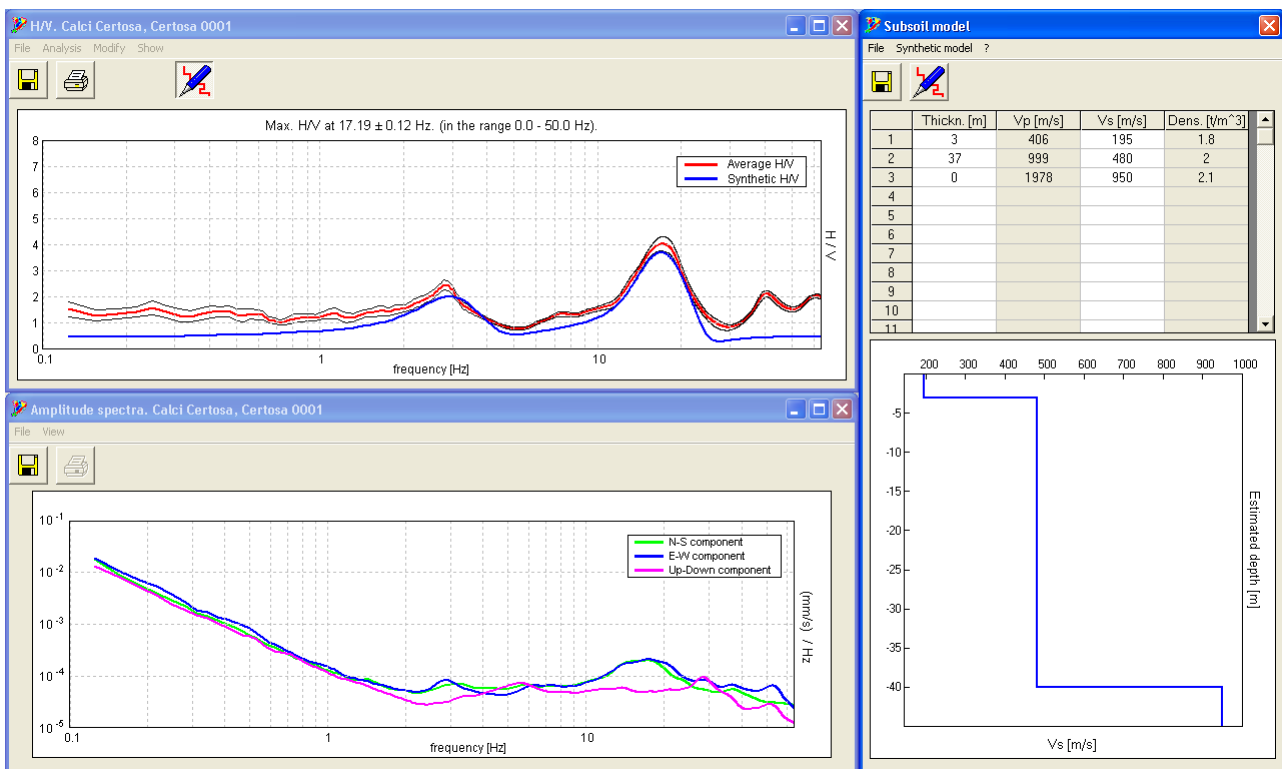 H/V. Calci Certosa, Certosa 0001
File Analysis Modify Show
Max. H/V at 17.19 ± 0.12 Hz. (in the range 0.0 - 50.0 Hz).
8
7
6
5
4
3
2
1
0
Average H/V
Synthetic H/V
H / V
0.1 1 10
frequency [Hz]
Amplitude spectra. Calci Certosa, Certosa 0001
File View
10 -1
10 -2
10 -3
10 -4
10 -5
N-S component
E-W component
Up-Down component
(mm/s) / Hz
0.1 1 10
frequency [Hz]
Subsoil model
File Synthetic model ?
Thickn. [m] Vp [m/s] Vs [m/s] Dens. [t/m^3]
1 3 406 195 1.8
2 37 999 480 2
3 0 1978 950 2.1
4
5
6
7
8
9
10
11
200 300 400 500 600 700 800 900 1000
-5
-10
-15
-20
-25
-30
-35
-40
Estimated depth [m]
Vs [m/s]